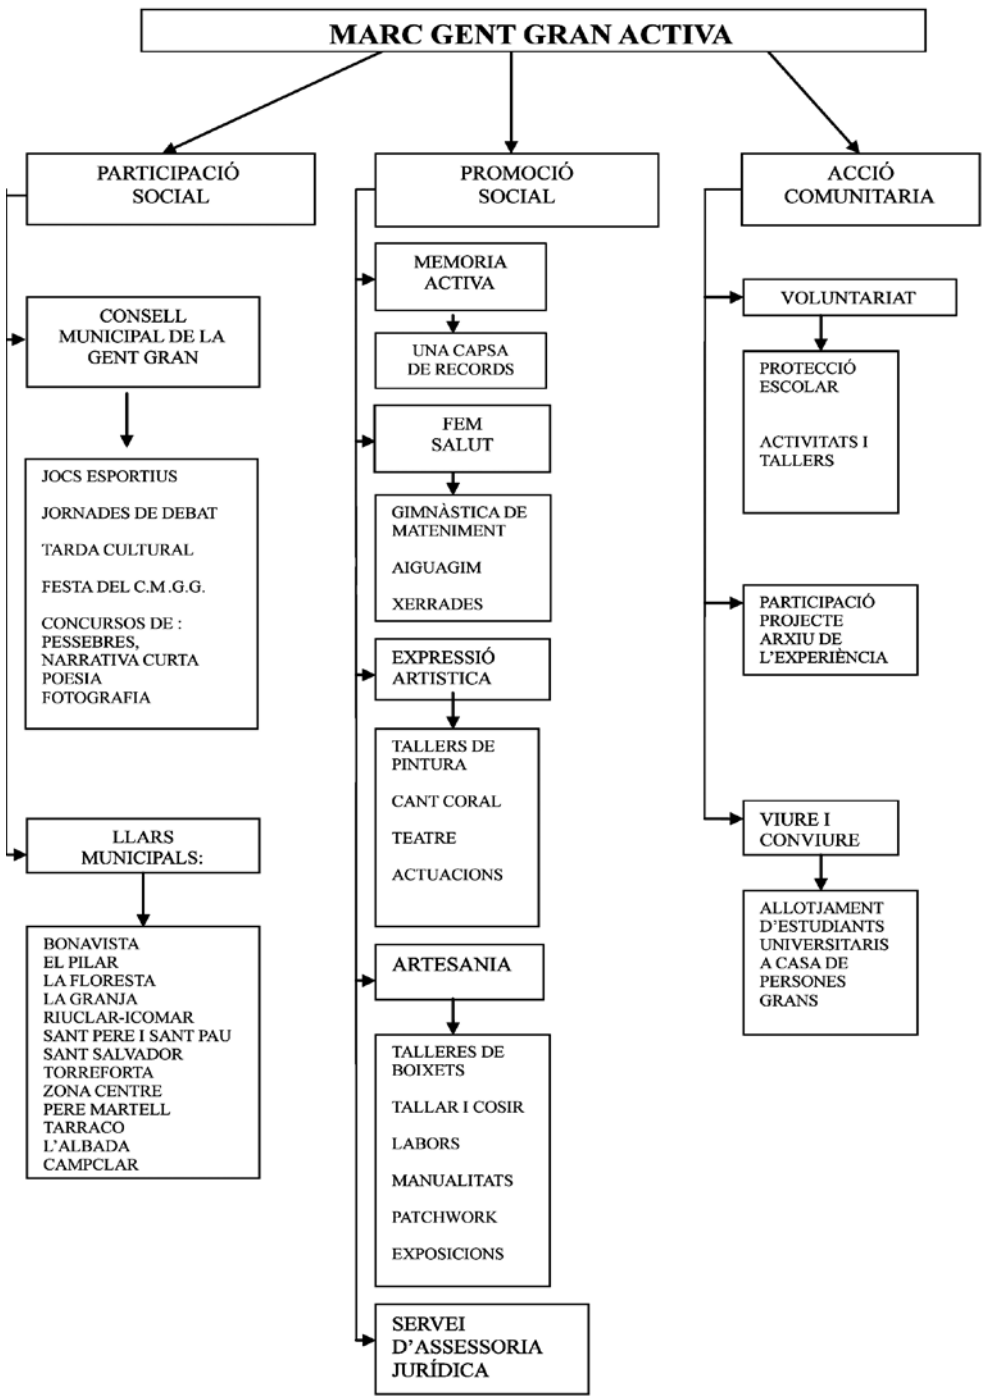 MARC GENT GRAN ACTIVA
PARTICIPACIÓ
SOCIAL
CONSELL
MUNICIPAL DE LA
GENT GRAN
JOCS ESPORTIUS
JORNADES DE DEBAT
TARDA CULTURAL
FESTA DEL C.M.G.G.
CONCURSOS DE :
PESSEBRES,
NARRATIVA CURTA
POESIA
FOTOGRAFIA
LLARS
MUNICIPALS:
BONAVISTA
EL PILAR
LA FLORESTA
LA GRANJA
RIUCLAR-ICOMAR
SANT PERE I SANT PAU
SANT SALVADOR
TORREFORTA
ZONA CENTRE
PERE MARTELL
TARRACO
L'ALBADA
CAMPCLAR
PROMOCIÓ
SOCIAL
MEMORIA
ACTIVA
UNA CAPSA
DE RECORDS
FEM
SALUT
GIMNÀSTICA DE
MATENIMENT
AIGUAGIM
XERRADES
EXPRESSIÓ
ARTISTICA
TALLERS DE
PINTURA
CANT CORAL
TEATRE
ACTUACIONS
ARTESANIA
TALLERES DE
BOIXETS
TALLAR I COSIR
LABORS
MANUALITATS
PATCHWORK
EXPOSICIONS
SERVEI
D'ASSESSORIA
JURÍDICA
ACCIÓ
COMUNITARIA
VOLUNTARIAT
PROTECCIÓ
ESCOLAR
ACTIVITATS I
TALLERS
PARTICIPACIÓ
PROJECTE
ARXIU DE
L'EXPERIÈNCIA
VIURE I
CONVIURE
ALLOTJAMENT
D'ESTUDIANTS
UNIVERSITARIS
A CASA DE
PERSONES
GRANS